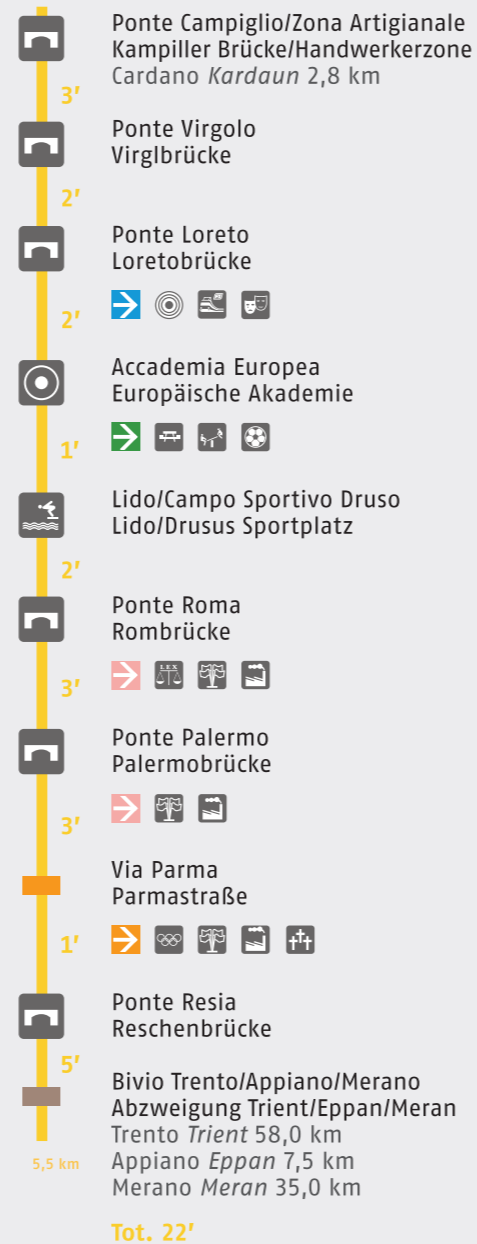 Ponte Campiglio/Zona Artigianale
Kampiller Brücke/Handwerkerzone
Cardano Kardaun 2,8 km
3'
Ponte Virgolo
Virglbrücke
2'
Ponte Loreto
Loretobrücke
2'
Accademia Europea
Europäische Akademie
1'
Lido/Campo Sportivo Druso
Lido/Drusus Sportplatz
2'
Ponte Roma
Rombrücke
LEX
3'
Ponte Palermo
Palermobrücke
3'
Via Parma
Parmastraße
1'
Ponte Resia
Reschenbrücke
5'
Bivio Trento/Appiano/Merano
Abzweigung Trient/Eppan/Meran
Trento Trient 58,0 km
Appiano Eppan 7,5 km
Merano Meran 35,0 km
5,5 km
Tot. 22'